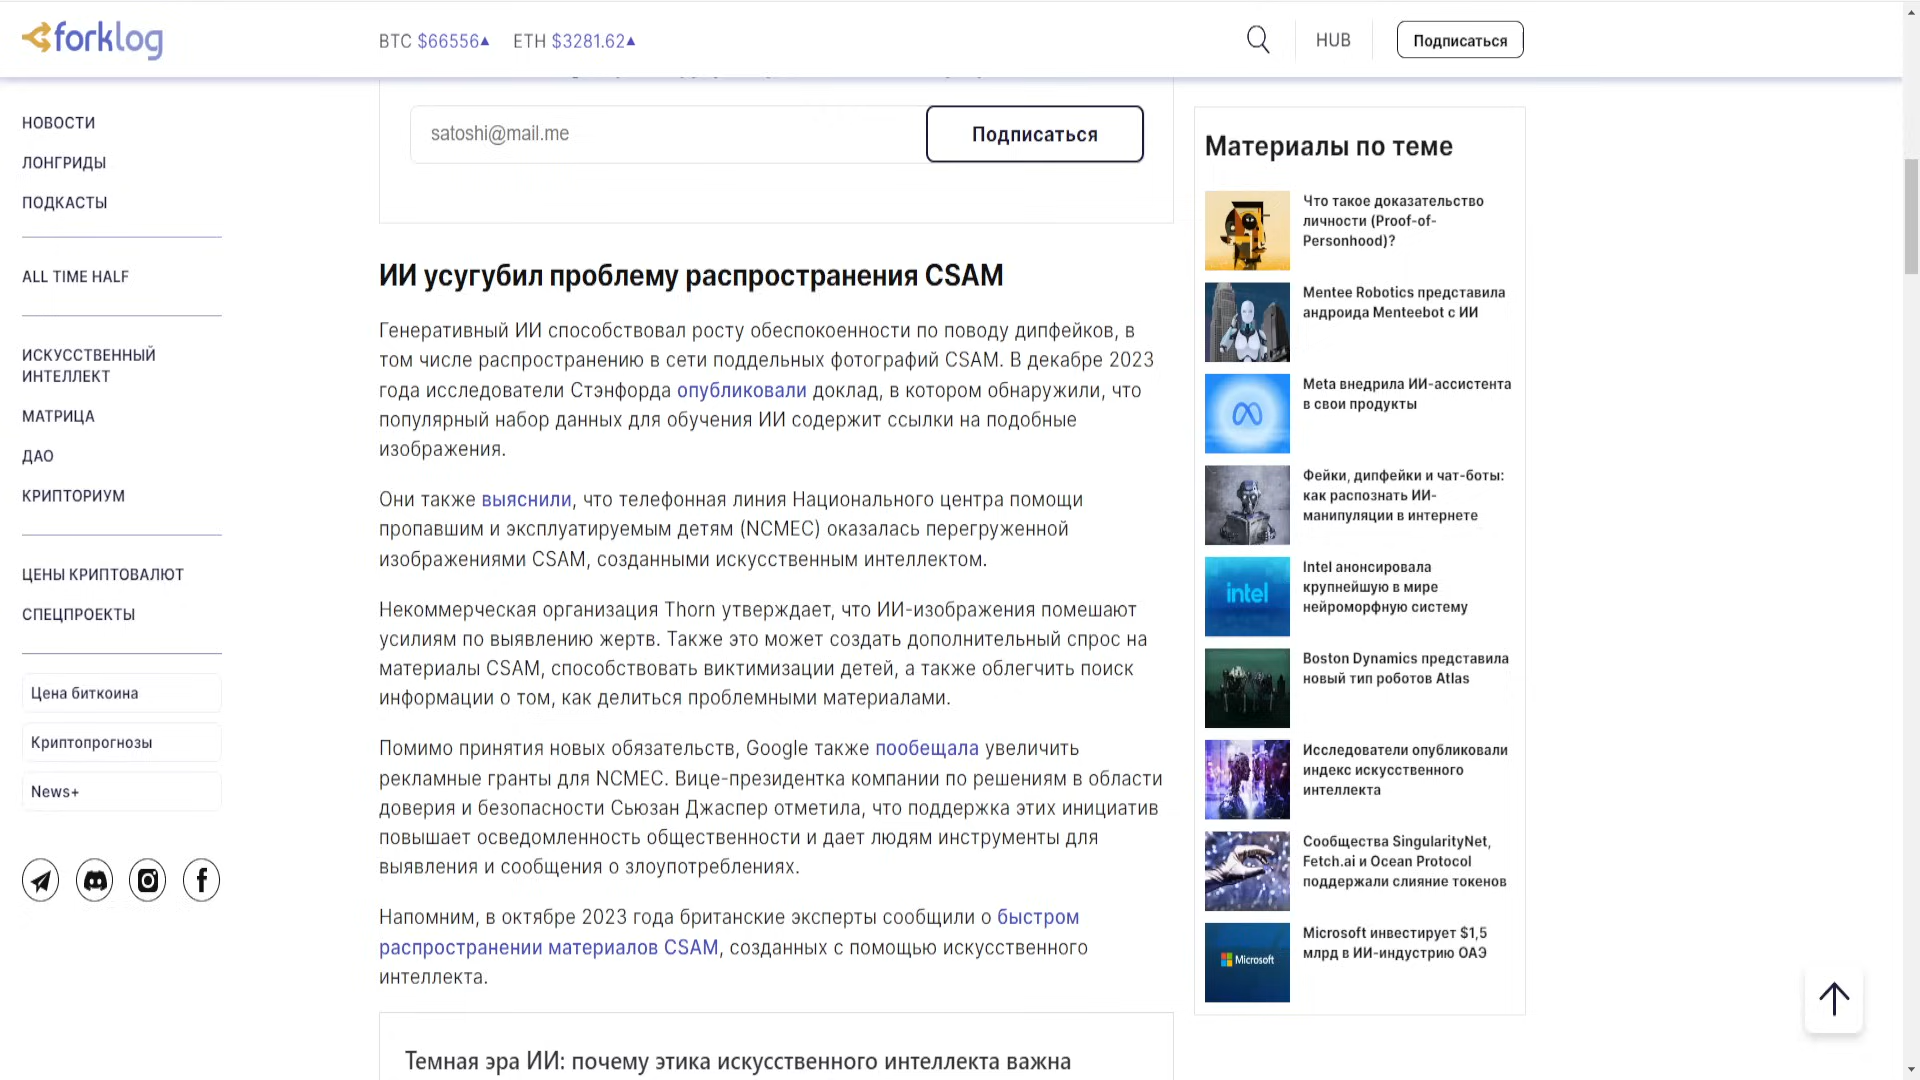 forklog
BTC $66556▲ ETH $3281.62▲
HUB
Подписаться
НОВОСТИ
ЛОНГРИДЫ
ПОДКАСТЫ
ALL TIME HALF
ИСКУССТВЕННЫЙ
ИНТЕЛЛЕКТ
МАТРИЦА
ДАО
КРИПТОРИУМ
ЦЕНЫ КРИПТОВАЛЮТ
СПЕЦПРОЕКТЫ
Цена биткоина
Криптопрогнозы
News+
satoshi@mail.me
Подписаться
ИИ усугубил проблему распространения CSAM
Генеративный ИИ способствовал росту обеспокоенности по поводу дипфейков, в
том числе распространению в сети поддельных фотографий CSAM. В декабре 2023
года исследователи Стэнфорда опубликовали доклад, в котором обнаружили, что
популярный набор данных для обучения ИИ содержит ссылки на подобные
изображения.
Они также выяснили, что телефонная линия Национального центра помощи
пропавшим и эксплуатируемым детям (NCMEC) оказалась перегруженной
изображениями CSAM, созданными искусственным интеллектом.
Некоммерческая организация Thorn утверждает, что ИИ-изображения помешают
усилиям по выявлению жертв. Также это может создать дополнительный спрос на
материалы CSAM, способствовать виктимизации детей, а также облегчить поиск
информации о том, как делиться проблемными материалами.
Помимо принятия новых обязательств, Google также пообещала увеличить
рекламные гранты для NCMEC. Вице-президентка компании по решениям в области
доверия и безопасности Сьюзан Джаспер отметила, что поддержка этих инициатив
повышает осведомленность общественности и дает людям инструменты для
выявления и сообщения о злоупотреблениях.
Напомним, в октябре 2023 года британские эксперты сообщили о быстром
распространении материалов CSAM, созданных с помощью искусственного
интеллекта.
Темная эра ИИ: почему этика искусственного интеллекта важна
Материалы по теме
Что такое доказательство
личности (Proof-of-
Personhood)?
Mentee Robotics представила
андроида Menteebot с ИИ
Meta внедрила ИИ-ассистента
в свои продукты
Фейки, дипфейки и чат-боты:
как распознать ИИ-
манипуляции в интернете
intel
Intel анонсировала
крупнейшую в мире
нейроморфную систему
Boston Dynamics представила
новый тип роботов Atlas
Исследователи опубликовали
индекс искусственного
интеллекта
Сообщества SingularityNet,
Fetch.ai и Ocean Protocol
поддержали слияние токенов
Microsoft
Microsoft инвестирует $1,5
млрд в ИИ-индустрию ОАЭ